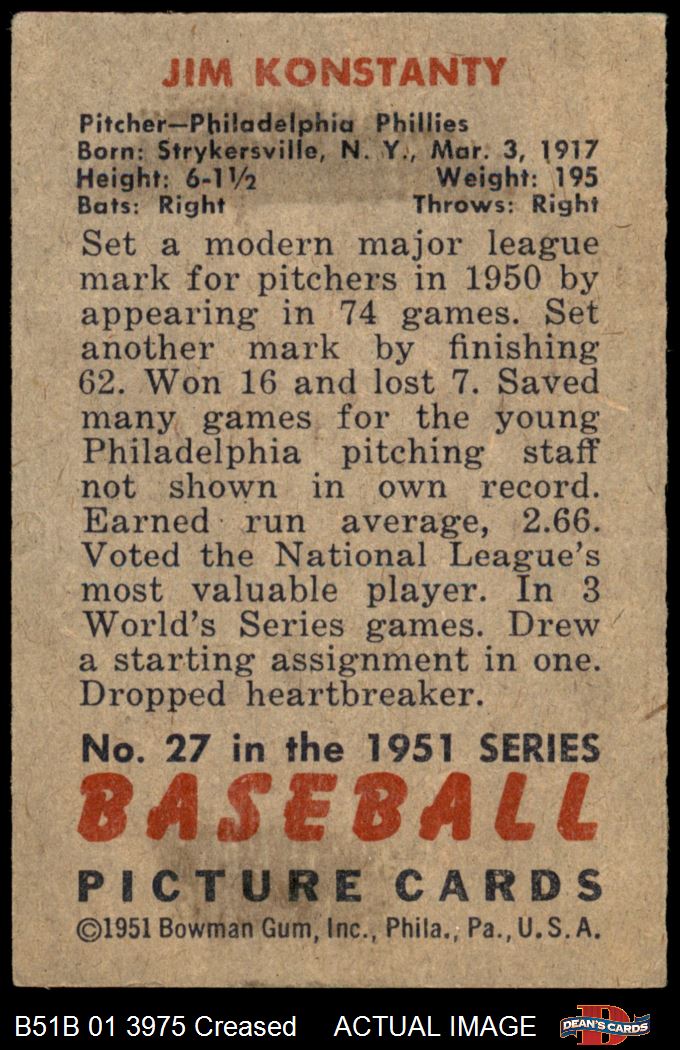 JIM KONSTANTY
Pitcher—Philadelphia Phillies
Born: Strykersville, N. Y., Mar. 3, 1917
Height: 6-1½ Weight: 195
Bats: Right Throws: Right
Set a modern major league
mark for pitchers in 1950 by
appearing in 74 games. Set
another mark by finishing
62. Won 16 and lost 7. Saved
many games for the young
Philadelphia pitching staff
not shown in own record.
Earned run average, 2.66.
Voted the National League's
most valuable player. In 3
World's Series games. Drew
a starting assignment in one.
Dropped heartbreaker.
No. 27 in the 1951 SERIES
BASEBALL
PICTURE CARDS
©1951 Bowman Gum, Inc., Phila., Pa., U.S.A.
B51B 01 3975 Creased ACTUAL IMAGE
D
DEAN'S CARDS